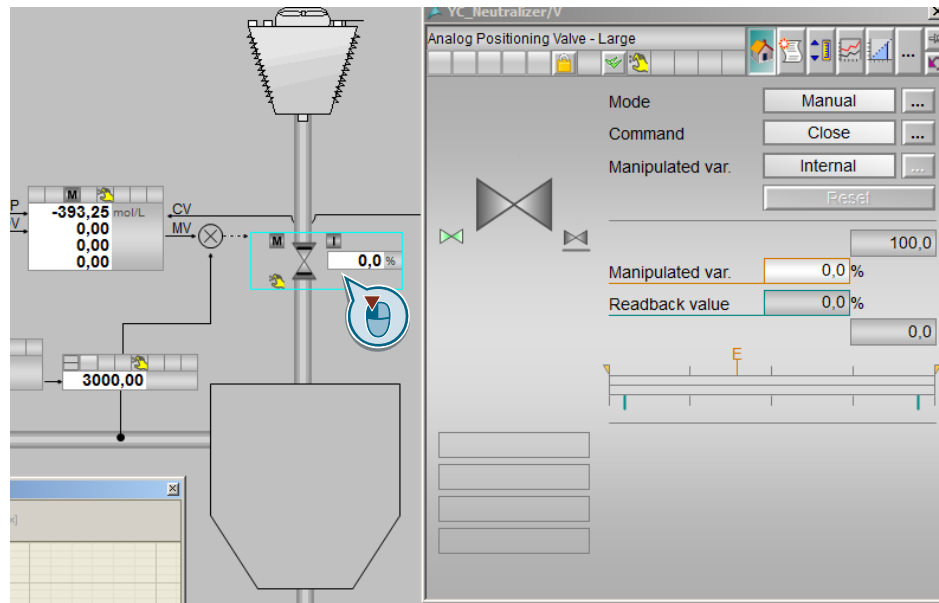 YC_Neutralizer/V
Analog Positioning Valve - Large
...
Mode Manual ...
Command Close ...
Manipulated var. Internal ...
Reset
100,0
Manipulated var. 0,0 %
Readback value 0,0 %
0,0
E
M
P -393,25 mol/L CV
0,00 MV
0,00
0,00
M I
0,0 %
3000,00